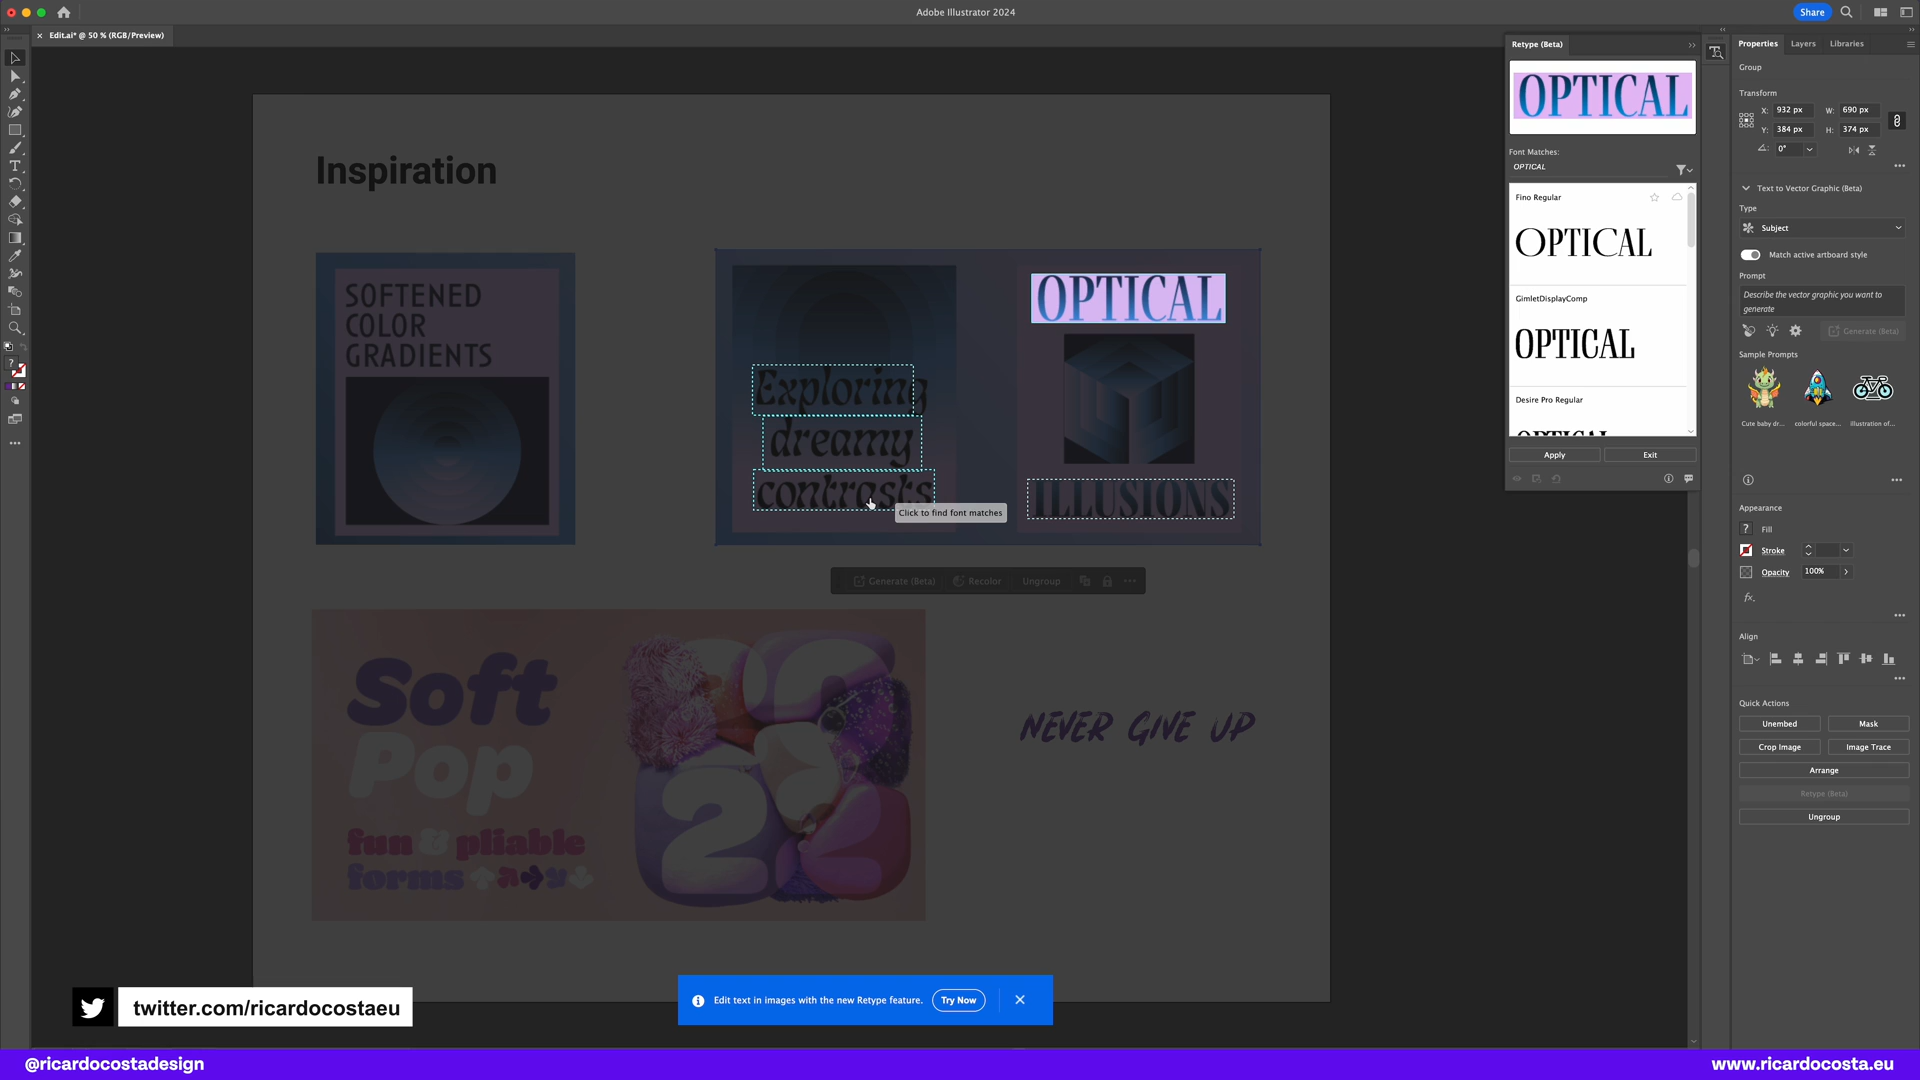 Adobe Illustrator 2024
Share
Edit.ai* @ 50 % (RGB/Preview)
Inspiration
SOFTENED
COLOR
GRADIENTS
Exploring
dreamy
contrasts
Click to find font matches
OPTICAL
ILLUSIONS
Generate (Beta)
Recolor
Ungroup
Soft
Pop
fun & pliable
forms
2
NEVER GIVE UP
Edit text in images with the new Retype feature.
Try Now
twitter.com/ricardocostaeu
@ricardocostadesign
www.ricardocosta.eu
Retype (Beta)
OPTICAL
Font Matches:
OPTICAL
Fino Regular
OPTICAL
GimletDisplayComp
OPTICAL
Desire Pro Regular
Apply
Exit
Properties
Layers
Libraries
Group
Transform
X: 932 px
W: 690 px
Y: 384 px
H: 374 px
0°
Text to Vector Graphic (Beta)
Type
Subject
Match active artboard style
Prompt
Describe the vector graphic you want to
generate
Generate (Beta)
Sample Prompts
Cute baby dr...
colorful space...
illustration of...
Appearance
? Fill
Stroke
Opacity
100%
fx
Align
Quick Actions
Unembed
Mask
Crop Image
Image Trace
Arrange
Retype (Beta)
Ungroup